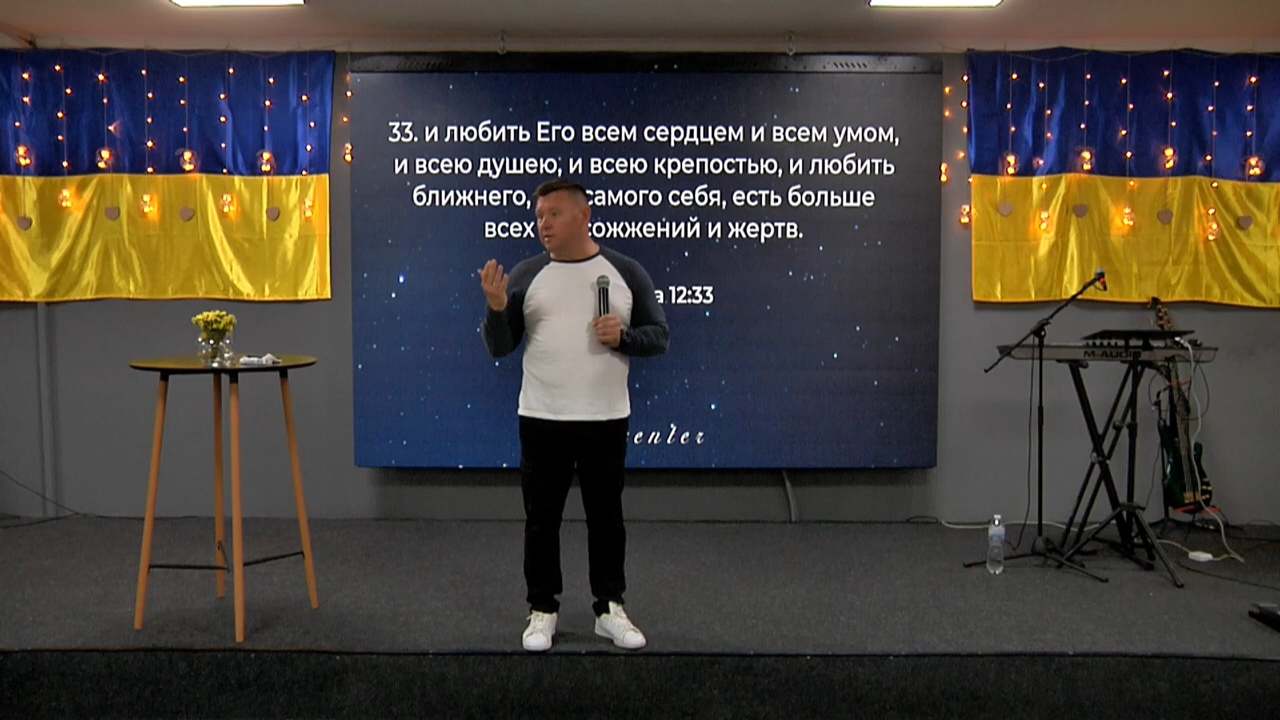 33. и любить Его всем сердцем и всем умом,
и всею душею, и всею крепостью, и любить
ближнего, самого себя, есть больше
всех сожжений и жертв.
а 12:33
enter
M-AUDIO